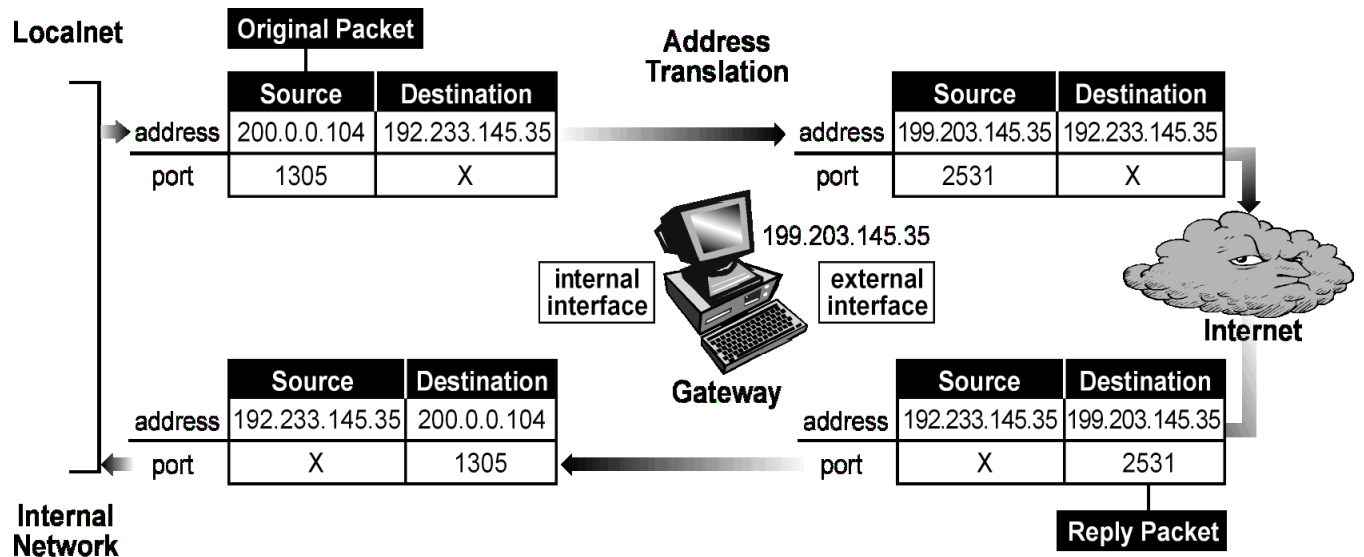 Localnet
Original Packet
Address
Translation
Source Destination
address 200.0.0.104 192.233.145.35
port 1305 X
Source Destination
address 199.203.145.35 192.233.145.35
port 2531 X
199.203.145.35
internal
interface
external
interface
Gateway
Internet
Source Destination
address 192.233.145.35 200.0.0.104
port X 1305
Source Destination
address 192.233.145.35 199.203.145.35
port X 2531
Reply Packet
Internal
Network